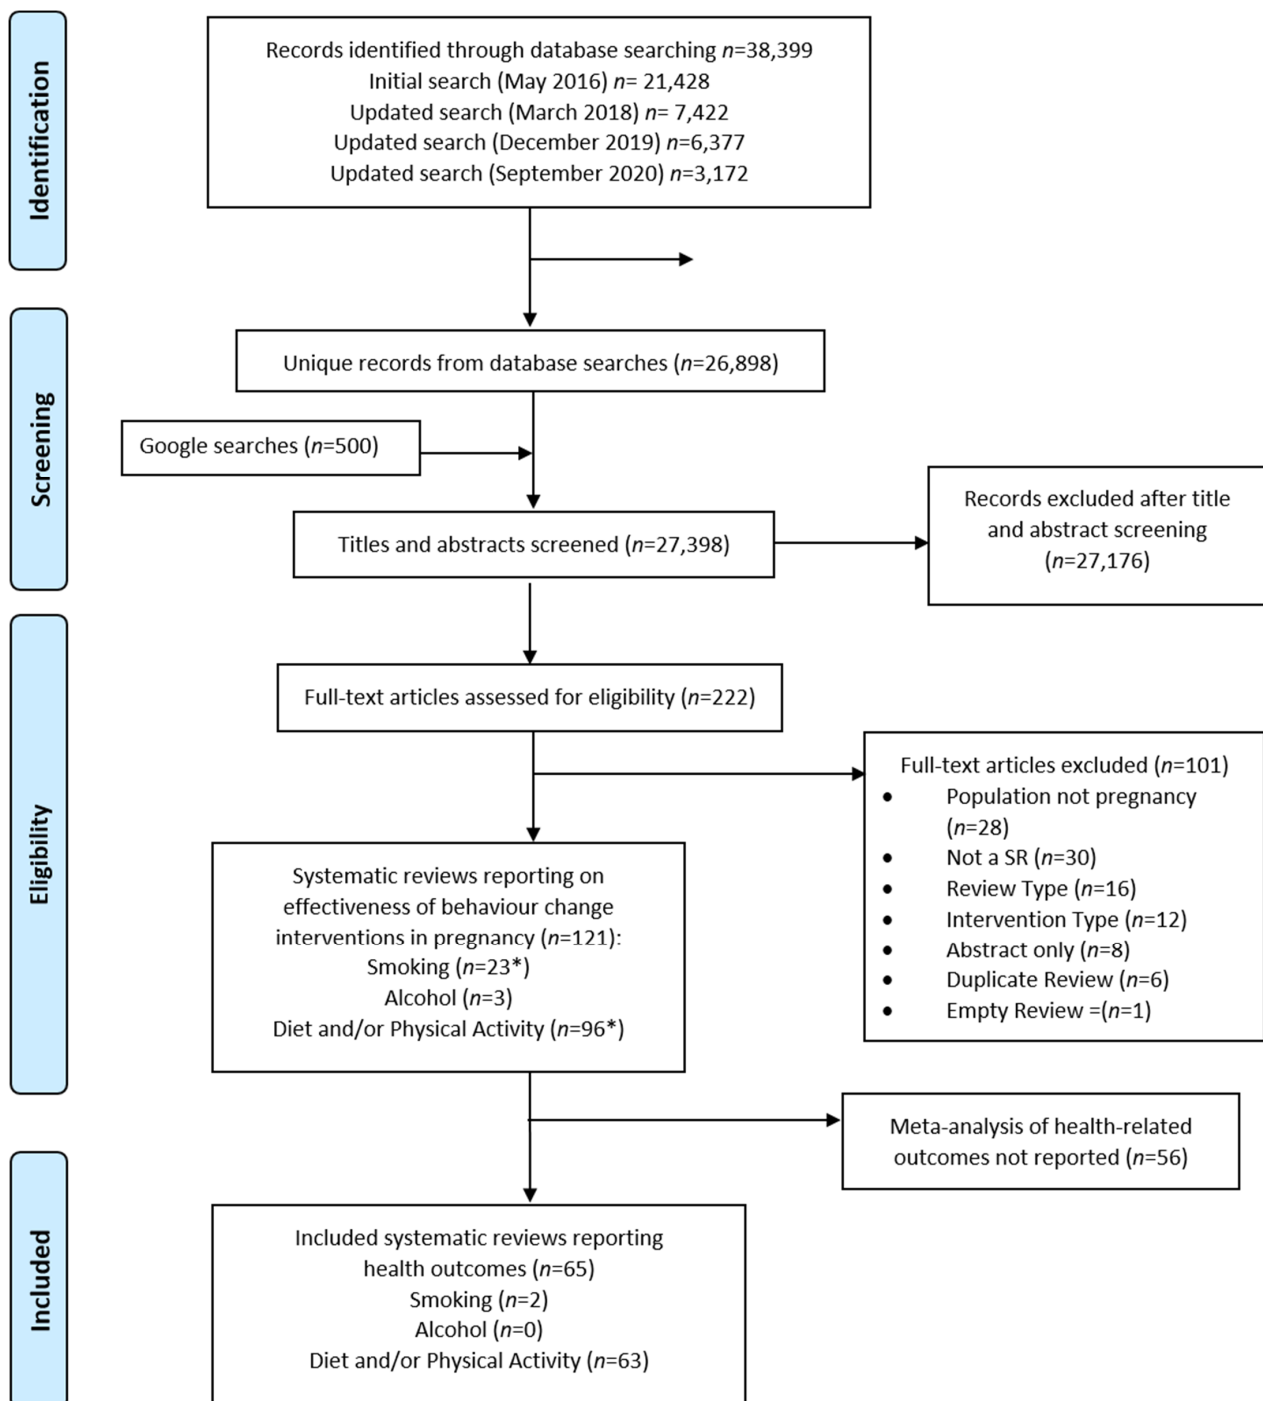 Identification
Records identified through database searching n=38,399
Initial search (May 2016) n= 21,428
Updated search (March 2018) n= 7,422
Updated search (December 2019) n=6,377
Updated search (September 2020) n=3,172
Screening
Unique records from database searches (n=26,898)
Google searches (n=500)
Titles and abstracts screened (n=27,398)
Records excluded after title
and abstract screening
(n=27,176)
Eligibility
Full-text articles assessed for eligibility (n=222)
Full-text articles excluded (n=101)
• Population not pregnancy
(n=28)
• Not a SR (n=30)
• Review Type (n=16)
• Intervention Type (n=12)
• Abstract only (n=8)
• Duplicate Review (n=6)
• Empty Review =(n=1)
Systematic reviews reporting on
effectiveness of behaviour change
interventions in pregnancy (n=121):
Smoking (n=23*)
Alcohol (n=3)
Diet and/or Physical Activity (n=96*)
Meta-analysis of health-related
outcomes not reported (n=56)
Included
Included systematic reviews reporting
health outcomes (n=65)
Smoking (n=2)
Alcohol (n=0)
Diet and/or Physical Activity (n=63)